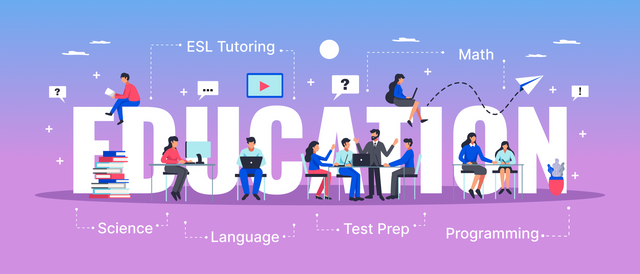 ESL Tutoring
Math
?
...
?
!
EDUCATION
Science
Language
Test Prep
Programming